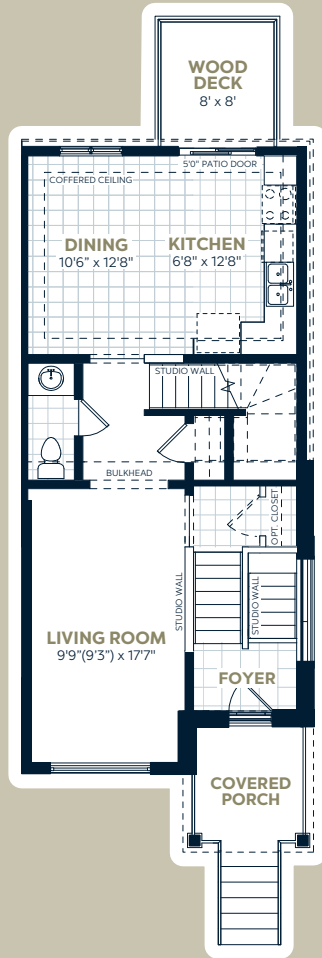 WOOD
DECK
8' x 8'
5'0" PATIO DOOR
COFFERED CEILING
DINING
10'6" x 12'8"
KITCHEN
6'8" x 12'8"
STUDIO WALL
BULKHEAD
OPT. CLOSET
STUDIO WALL
STUDIO WALL
LIVING ROOM
9'9"(9'3") x 17'7"
FOYER
COVERED
PORCH